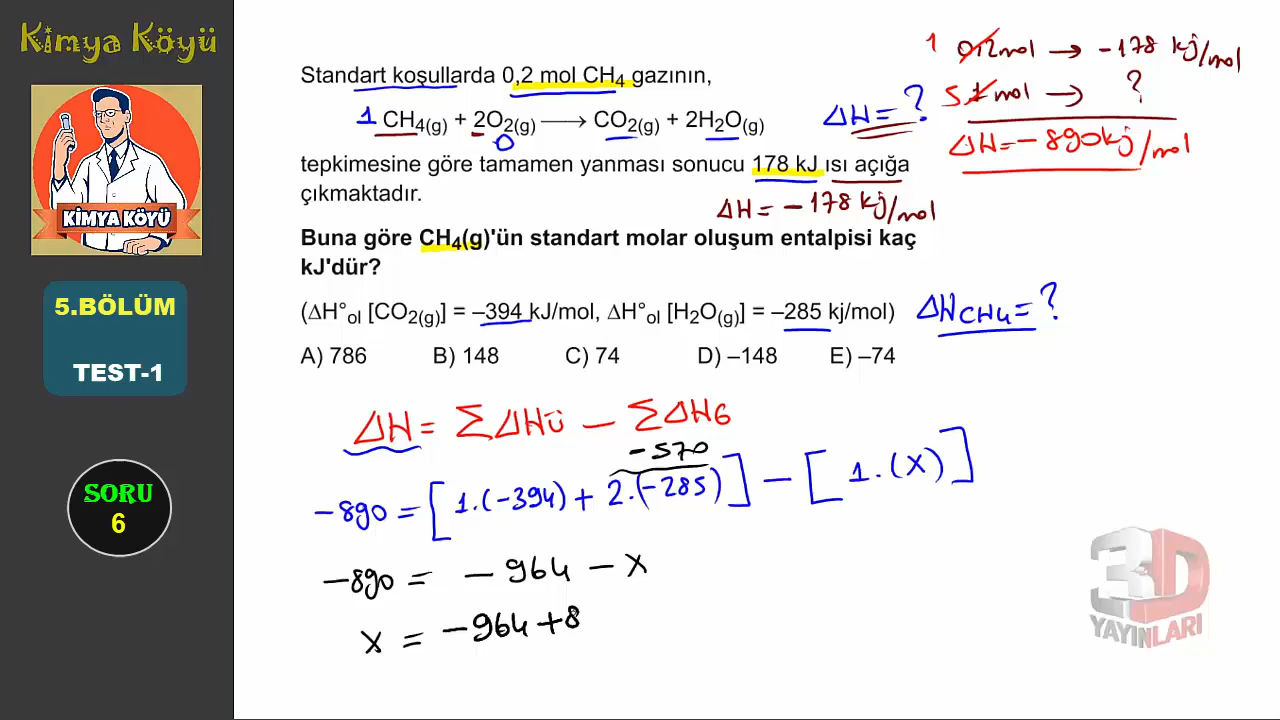 Kimya Köyü
KİMYA KÖYÜ
5.BÖLÜM
TEST-1
SORU
6
Standart koşullarda 0,2 mol CH4 gazının,
1 CH4(g) + 2O2(g) → CO2(g) + 2H2O(g)
0
ΔH = ?
tepkimesine göre tamamen yanması sonucu 178 kJ ısı açığa
çıkmaktadır.
ΔH = -178 kj/mol
1 0,2mol → -178 kj/mol
5 1mol → ?
ΔH = -890kj/mol
Buna göre CH4(g)'ün standart molar oluşum entalpisi kaç
kJ'dür?
(ΔH°ol [CO2(g)] = –394 kJ/mol, ΔH°ol [H2O(g)] = –285 kj/mol)
ΔHCH4 = ?
A) 786 B) 148 C) 74 D) –148 E) –74
ΔH = ΣΔHÜ – ΣΔHG
-570
-890 = [1.(-394) + 2.(-285)] - [1.(X)]
-890 = -964 - X
X = -964 + 8
3D
YAYINLARI